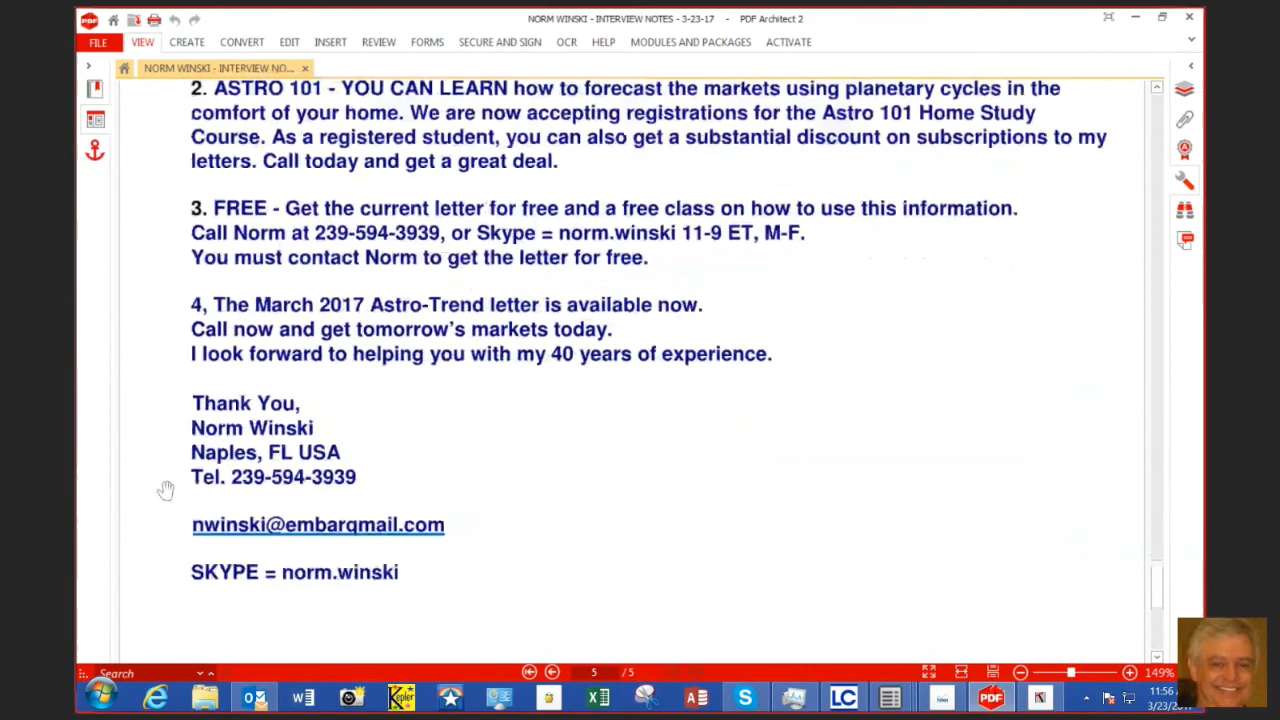 NORM WINSKI - INTERVIEW NOTES - 3-23-17 - PDF Architect 2
FILE VIEW CREATE CONVERT EDIT INSERT REVIEW FORMS SECURE AND SIGN OCR HELP MODULES AND PACKAGES ACTIVATE
NORM WINSKI - INTERVIEW NO... ×
2. ASTRO 101 - YOU CAN LEARN how to forecast the markets using planetary cycles in the
comfort of your home. We are now accepting registrations for the Astro 101 Home Study
Course. As a registered student, you can also get a substantial discount on subscriptions to my
letters. Call today and get a great deal.
3. FREE - Get the current letter for free and a free class on how to use this information.
Call Norm at 239-594-3939, or Skype = norm.winski 11-9 ET, M-F.
You must contact Norm to get the letter for free.
4, The March 2017 Astro-Trend letter is available now.
Call now and get tomorrow’s markets today.
I look forward to helping you with my 40 years of experience.
Thank You,
Norm Winski
Naples, FL USA
Tel. 239-594-3939
nwinski@embarqmail.com
SKYPE = norm.winski
Search 5 /5 149%
Kepler LC PDF 11:56